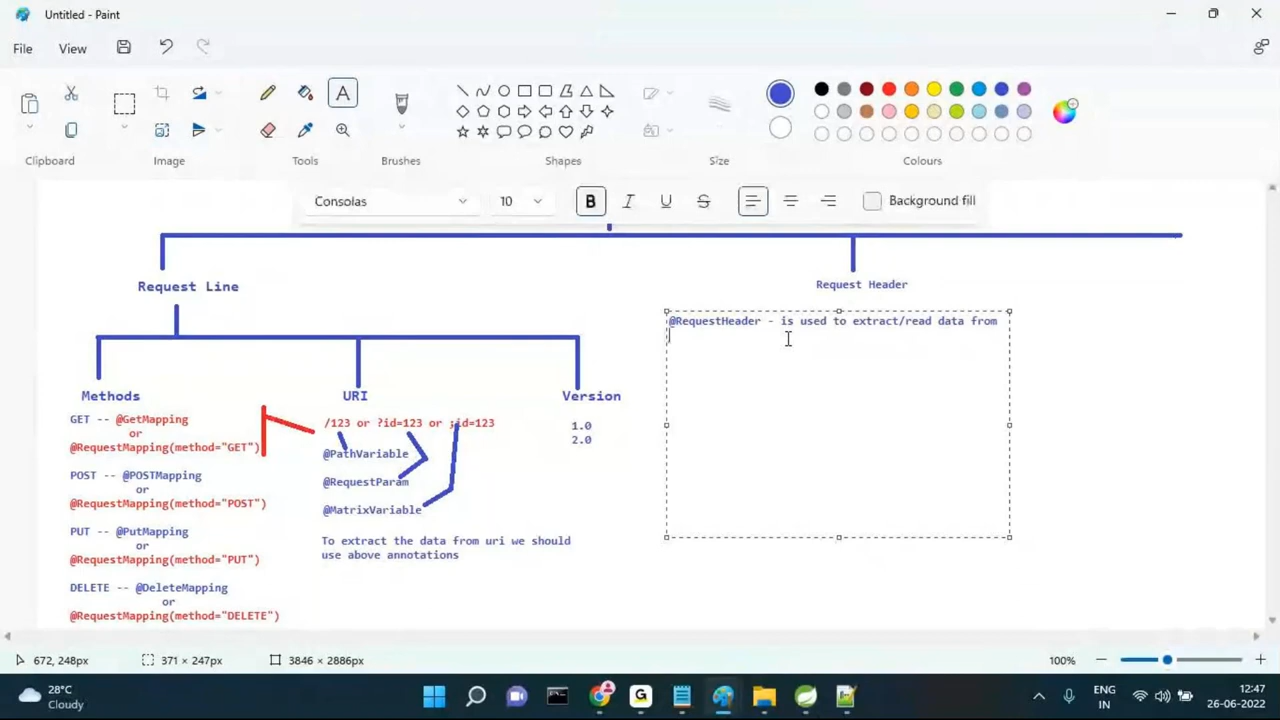 Untitled - Paint
File View
Clipboard Image Tools Brushes Shapes Size Colours
Consolas 10 B I U S Background fill
Request Line
Request Header
@RequestHeader - is used to extract/read data from
Methods URI Version
GET -- @GetMapping
or
@RequestMapping(method="GET")
POST -- @POSTMapping
or
@RequestMapping(method="POST")
PUT -- @PutMapping
or
@RequestMapping(method="PUT")
DELETE -- @DeleteMapping
or
@RequestMapping(method="DELETE")
/123 or ?id=123 or ;id=123
@PathVariable
@RequestParam
@MatrixVariable
To extract the data from uri we should
use above annotations
1.0
2.0
672, 248px 371 × 247px 3846 × 2886px 100%
28°C
Cloudy
ENG
IN
12:47
26-06-2022